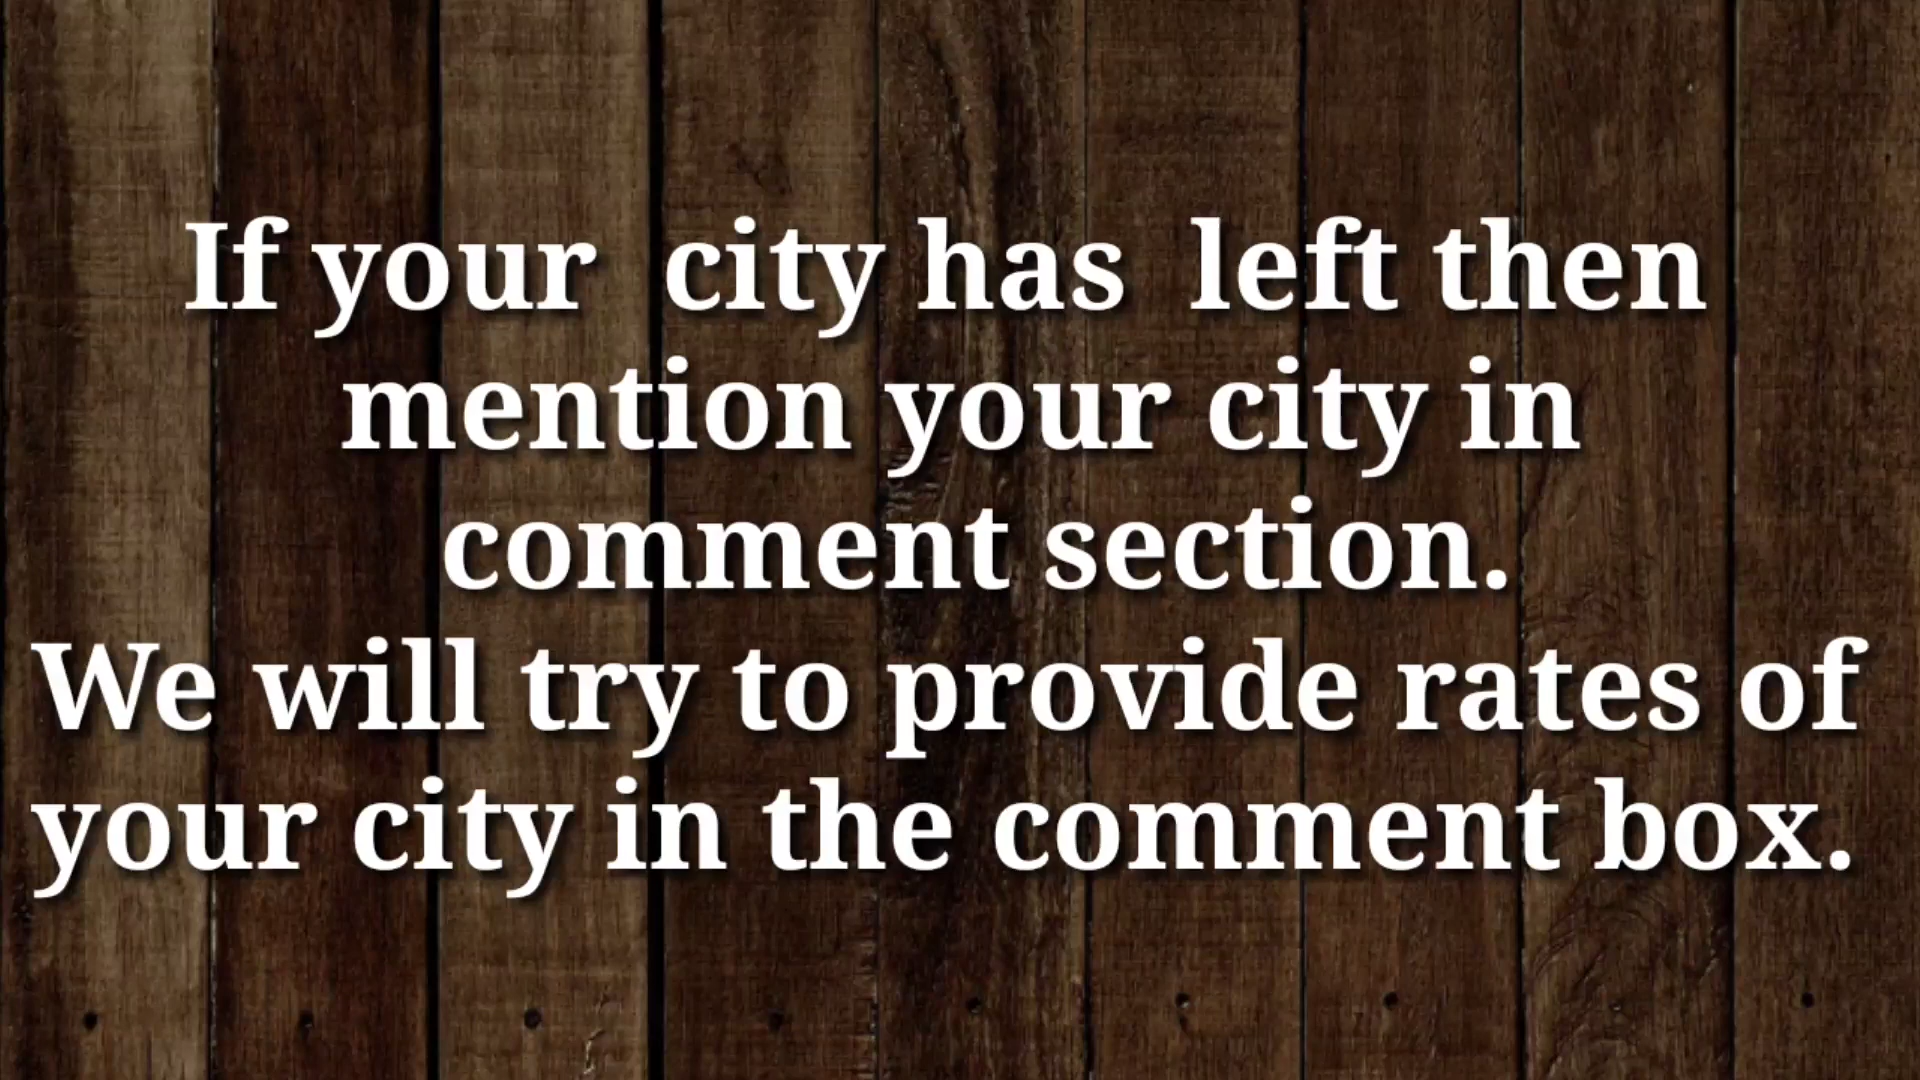 If your  city has  left then
mention your city in
comment section.
We will try to provide rates of
your city in the comment box.